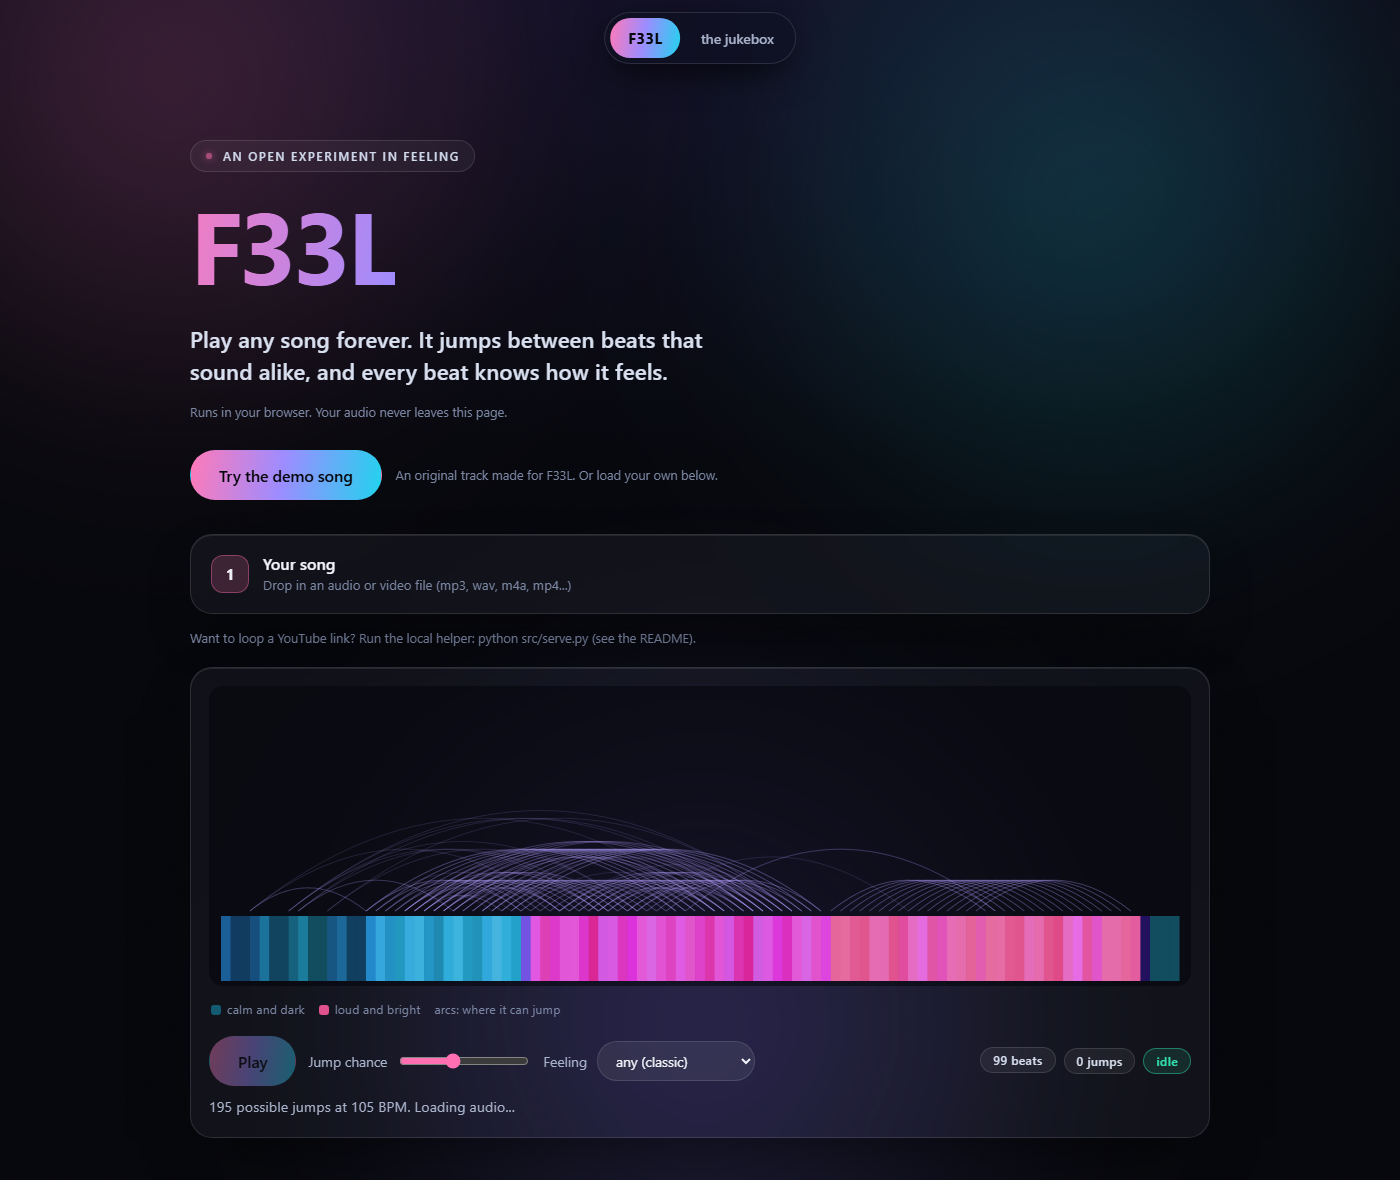 F33L the jukebox
AN OPEN EXPERIMENT IN FEELING
F33L
Play any song forever. It jumps between beats that
sound alike, and every beat knows how it feels.
Runs in your browser. Your audio never leaves this page.
Try the demo song An original track made for F33L. Or load your own below.
1 Your song
Drop in an audio or video file (mp3, wav, m4a, mp4...)
Want to loop a YouTube link? Run the local helper: python src/serve.py (see the README).
calm and dark loud and bright arcs: where it can jump
Play Jump chance Feeling any (classic) 99 beats 0 jumps idle
195 possible jumps at 105 BPM. Loading audio...